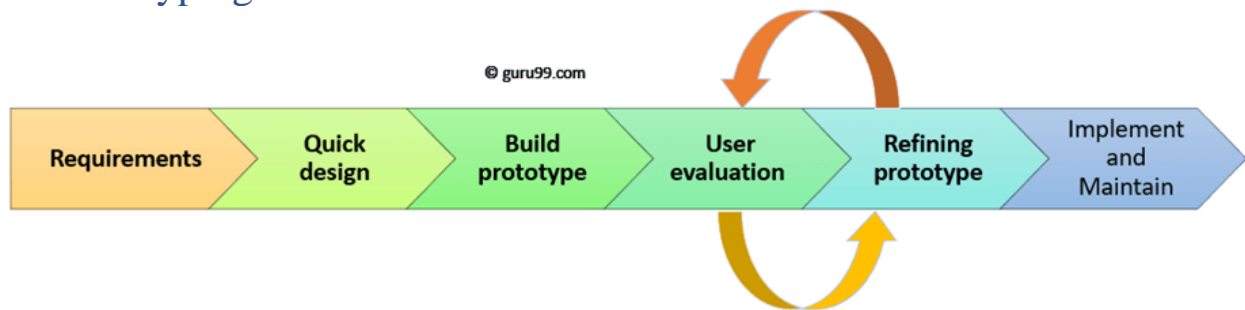 © guru99.com
Requirements
Quick
design
Build
prototype
User
evaluation
Refining
prototype
Implement
and
Maintain